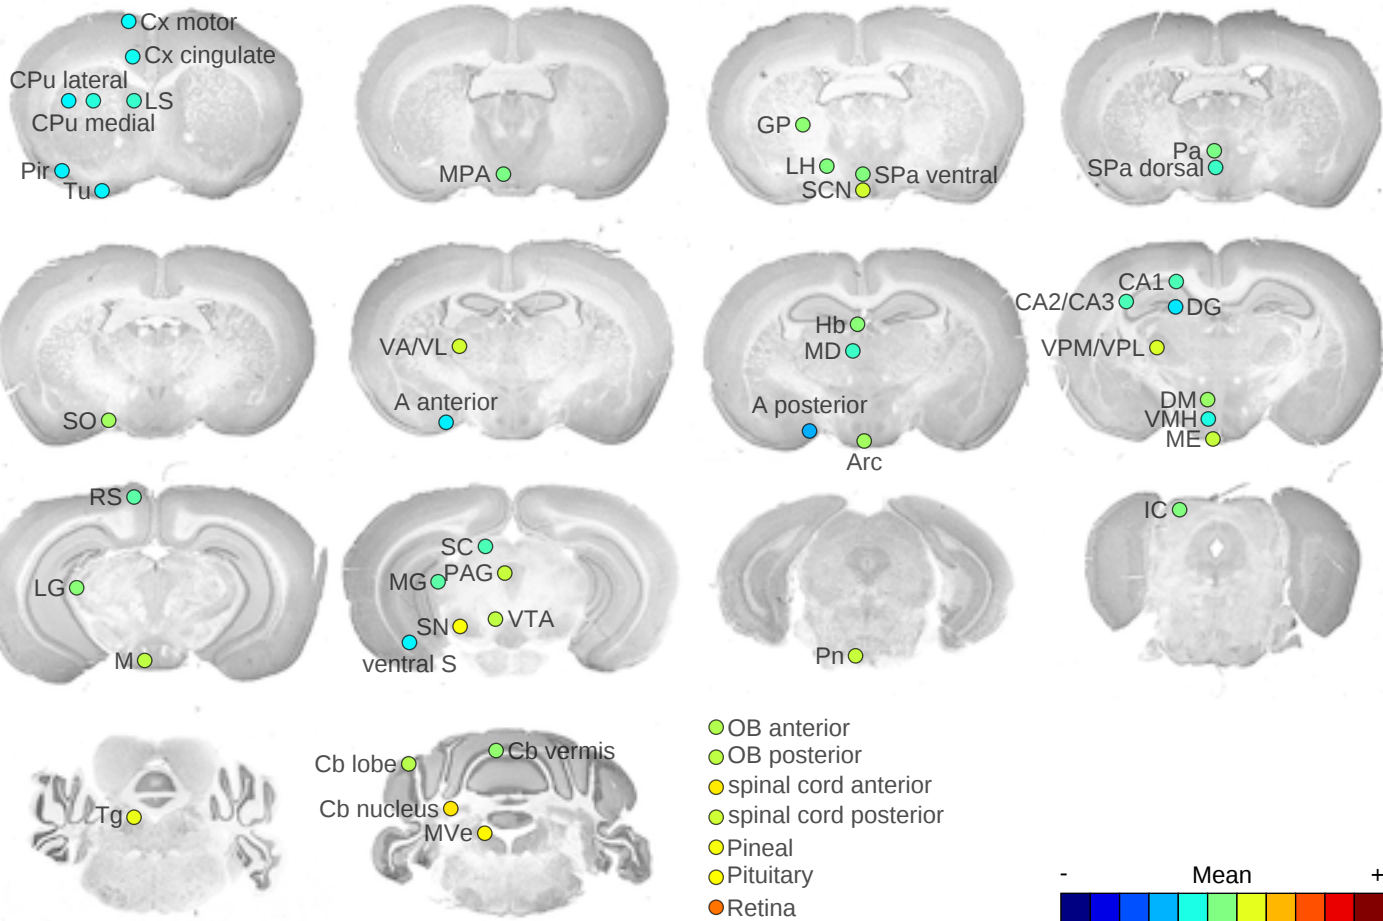 Cx motor
Cx cingulate
CPu lateral
LS
CPu medial
Pir
Tu
MPA
GP
LH
SPa ventral
SCN
Pa
SPa dorsal
SO
VA/VL
A anterior
Hb
MD
A posterior
Arc
CA1
CA2/CA3
DG
VPM/VPL
DM
VMH
ME
RS
LG
M
SC
MG
PAG
SN
VTA
ventral S
Pn
IC
Tg
Cb lobe
Cb vermis
Cb nucleus
MVe
OB anterior
OB posterior
spinal cord anterior
spinal cord posterior
Pineal
Pituitary
Retina
- Mean +